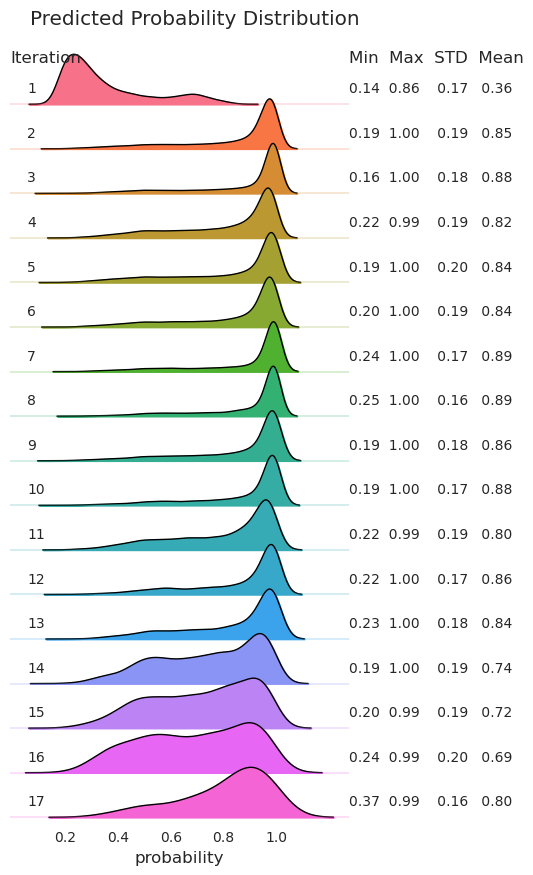 Predicted Probability Distribution
Iteration Min Max STD Mean
1 0.14 0.86 0.17 0.36
2 0.19 1.00 0.19 0.85
3 0.16 1.00 0.18 0.88
4 0.22 0.99 0.19 0.82
5 0.19 1.00 0.20 0.84
6 0.20 1.00 0.19 0.84
7 0.24 1.00 0.17 0.89
8 0.25 1.00 0.16 0.89
9 0.19 1.00 0.18 0.86
10 0.19 1.00 0.17 0.88
11 0.22 0.99 0.19 0.80
12 0.22 1.00 0.17 0.86
13 0.23 1.00 0.18 0.84
14 0.19 1.00 0.19 0.74
15 0.20 0.99 0.19 0.72
16 0.24 0.99 0.20 0.69
17 0.37 0.99 0.16 0.80
0.2 0.4 0.6 0.8 1.0
probability